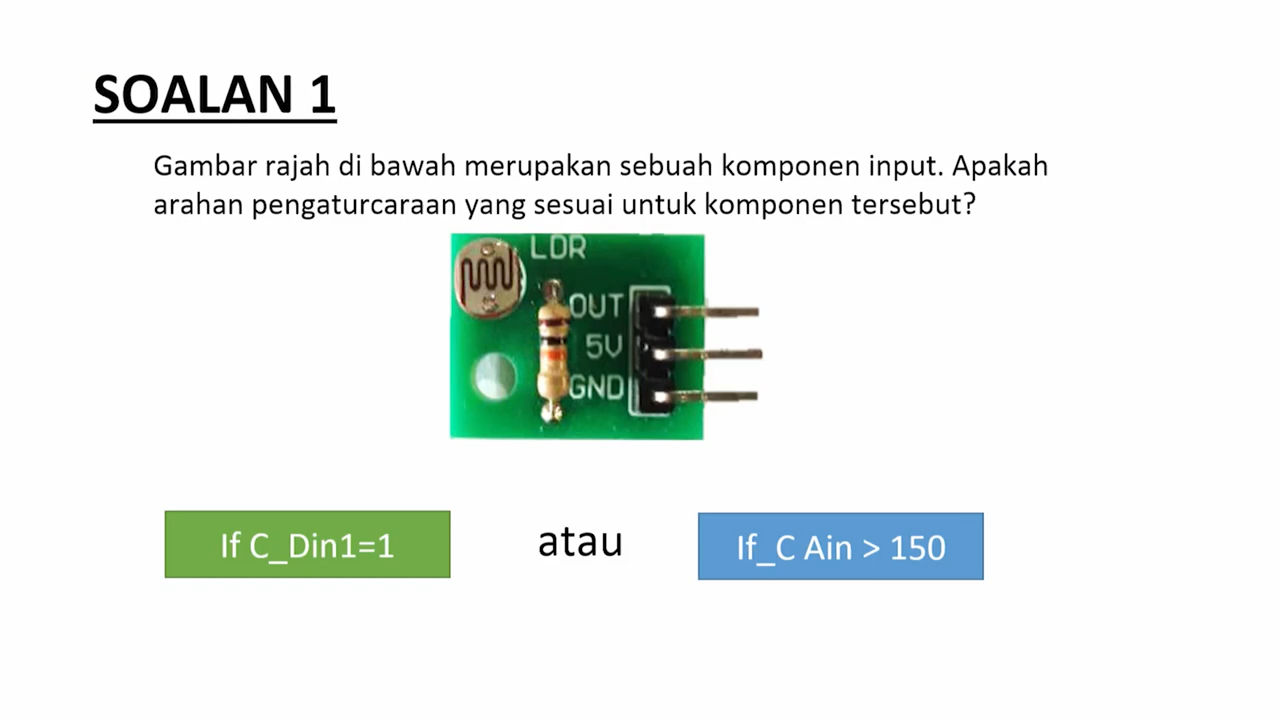 SOALAN 1
Gambar rajah di bawah merupakan sebuah komponen input. Apakah
arahan pengaturcaraan yang sesuai untuk komponen tersebut?
LDR
OUT
5V
GND
If C_Din1=1
atau
If_C Ain > 150